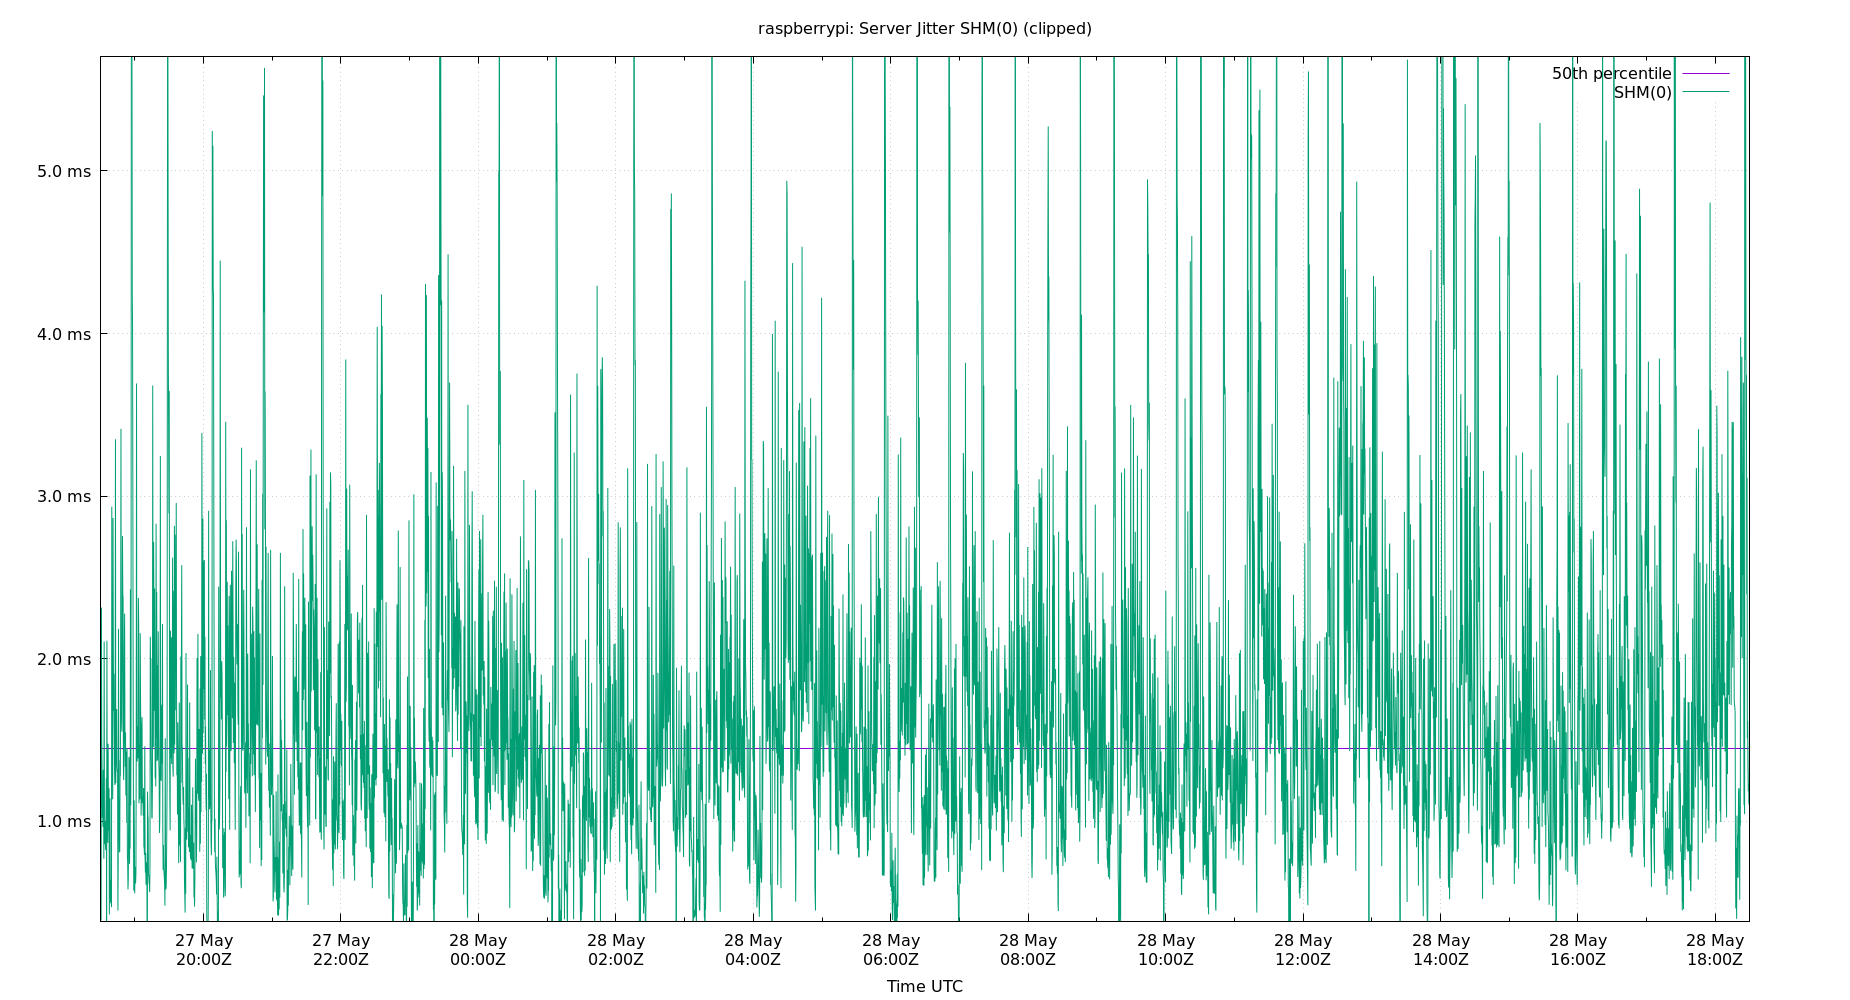 raspberrypi: Server Jitter SHM(0) (clipped)
50th percentile
SHM(0)
5.0 ms
4.0 ms
3.0 ms
2.0 ms
1.0 ms
27 May 27 May 28 May 28 May 28 May 28 May 28 May 28 May 28 May 28 May 28 May 28 May
20:00Z 22:00Z 00:00Z 02:00Z 04:00Z 06:00Z 08:00Z 10:00Z 12:00Z 14:00Z 16:00Z 18:00Z
Time UTC